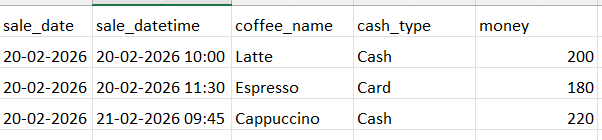 sale_date sale_datetime coffee_name cash_type money
20-02-2026 20-02-2026 10:00 Latte Cash 200
20-02-2026 20-02-2026 11:30 Espresso Card 180
20-02-2026 21-02-2026 09:45 Cappuccino Cash 220